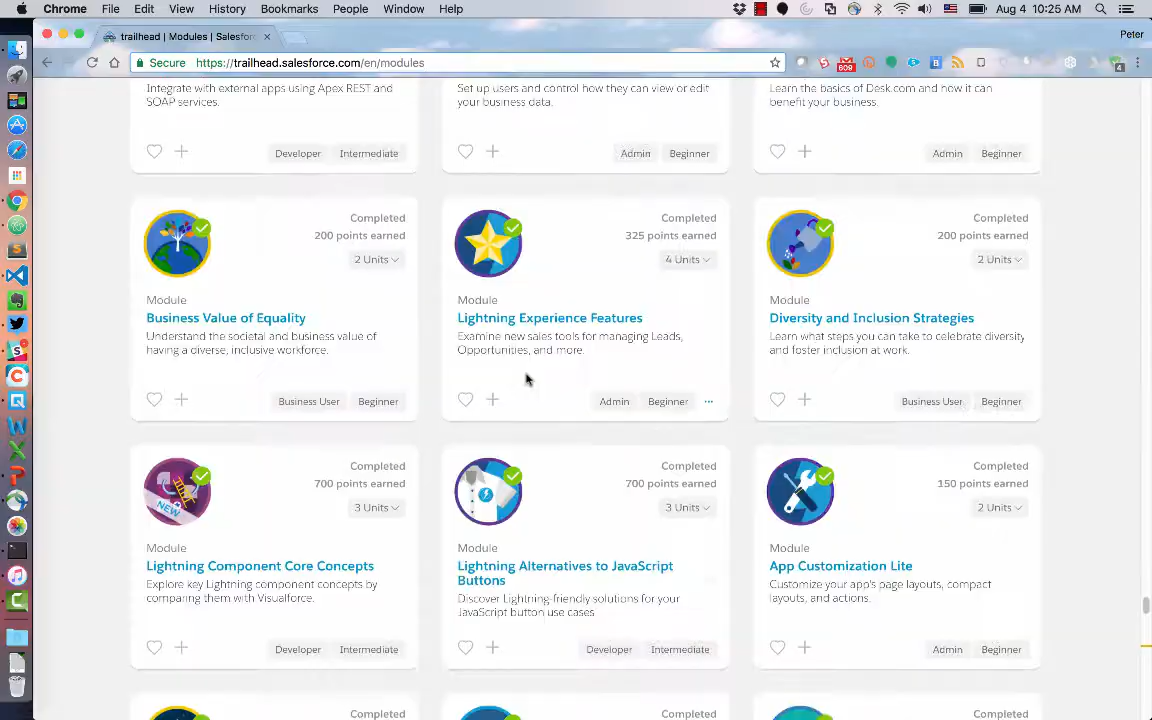 Chrome File Edit View History Bookmarks People Window Help
Aug 4 10:25 AM
trailhead | Modules | Salesfor
Peter
Secure https://trailhead.salesforce.com/en/modules
609
4
Integrate with external apps using Apex REST and
SOAP services.
Developer Intermediate
Set up users and control how they can view or edit
your business data.
Admin Beginner
Learn the basics of Desk.com and how it can
benefit your business.
Admin Beginner
Completed
200 points earned
2 Units
Module
Business Value of Equality
Understand the societal and business value of
having a diverse, inclusive workforce.
Business User Beginner
Completed
325 points earned
4 Units
Module
Lightning Experience Features
Examine new sales tools for managing Leads,
Opportunities, and more.
Admin Beginner ...
Completed
200 points earned
2 Units
Module
Diversity and Inclusion Strategies
Learn what steps you can take to celebrate diversity
and foster inclusion at work.
Business User Beginner
NEW
Completed
700 points earned
3 Units
Module
Lightning Component Core Concepts
Explore key Lightning component concepts by
comparing them with Visualforce.
Developer Intermediate
Completed
700 points earned
3 Units
Module
Lightning Alternatives to JavaScript
Buttons
Discover Lightning-friendly solutions for your
JavaScript button use cases
Developer Intermediate
Completed
150 points earned
2 Units
Module
App Customization Lite
Customize your app's page layouts, compact
layouts, and actions.
Admin Beginner
Completed
Completed
Completed